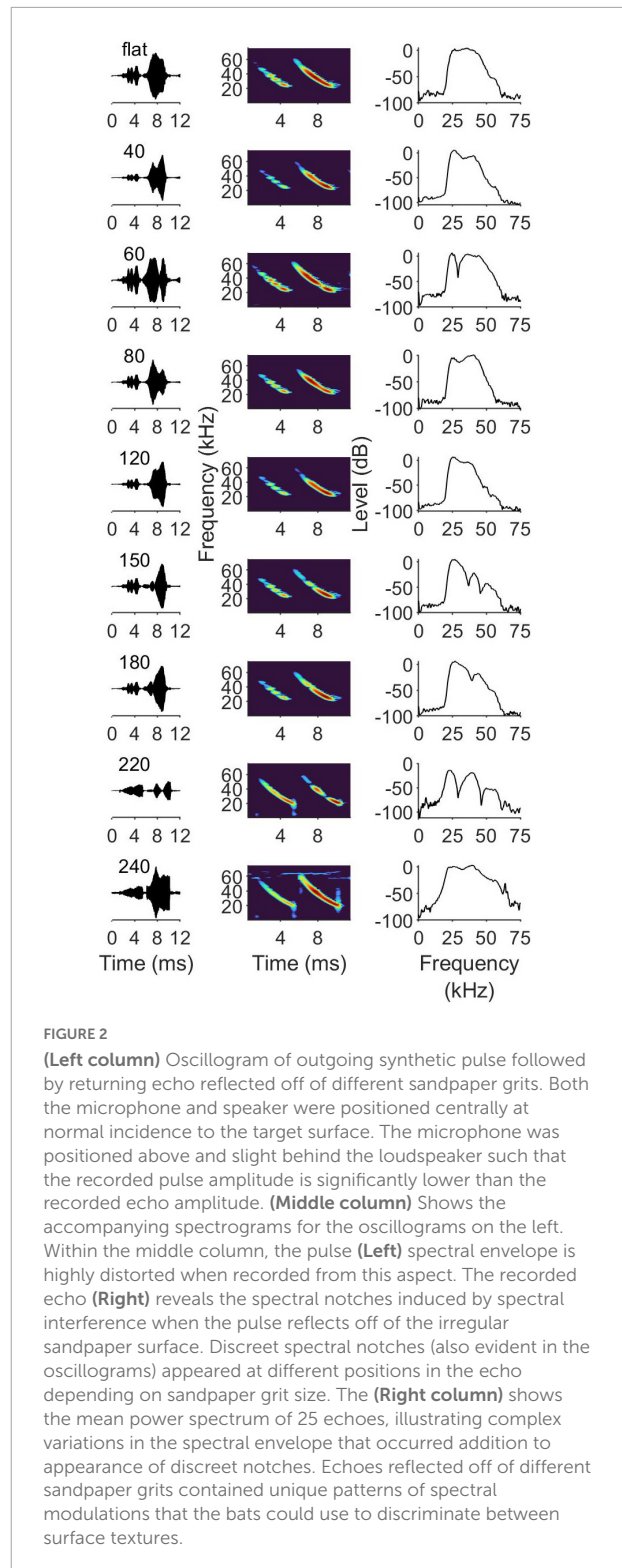 flat
0
-50
-100
60
40
20
0 4 8 12
4 8
0 25 50 75
40
0
-50
-100
60
40
20
0 4 8 12
4 8
0 25 50 75
60
0
-50
-100
60
40
20
0 4 8 12
4 8
0 25 50 75
80
0
-50
-100
60
40
20
0 4 8 12
4 8
0 25 50 75
Frequency (kHz)
Level (dB)
120
0
-50
-100
60
40
20
0 4 8 12
4 8
0 25 50 75
150
0
-50
-100
60
40
20
0 4 8 12
4 8
0 25 50 75
180
0
-50
-100
60
40
20
0 4 8 12
4 8
0 25 50 75
220
0
-50
-100
60
40
20
0 4 8 12
4 8
0 25 50 75
240
0
-50
-100
60
40
20
0 4 8 12
4 8
0 25 50 75
Time (ms)
Time (ms)
Frequency
(kHz)
FIGURE 2
(Left column) Oscillogram of outgoing synthetic pulse followed
by returning echo reflected off of different sandpaper grits. Both
the microphone and speaker were positioned centrally at
normal incidence to the target surface. The microphone was
positioned above and slight behind the loudspeaker such that
the recorded pulse amplitude is significantly lower than the
recorded echo amplitude. (Middle column) Shows the
accompanying spectrograms for the oscillograms on the left.
Within the middle column, the pulse (Left) spectral envelope is
highly distorted when recorded from this aspect. The recorded
echo (Right) reveals the spectral notches induced by spectral
interference when the pulse reflects off of the irregular
sandpaper surface. Discreet spectral notches (also evident in the
oscillograms) appeared at different positions in the echo
depending on sandpaper grit size. The (Right column) shows
the mean power spectrum of 25 echoes, illustrating complex
variations in the spectral envelope that occurred addition to
appearance of discreet notches. Echoes reflected off of different
sandpaper grits contained unique patterns of spectral
modulations that the bats could use to discriminate between
surface textures.